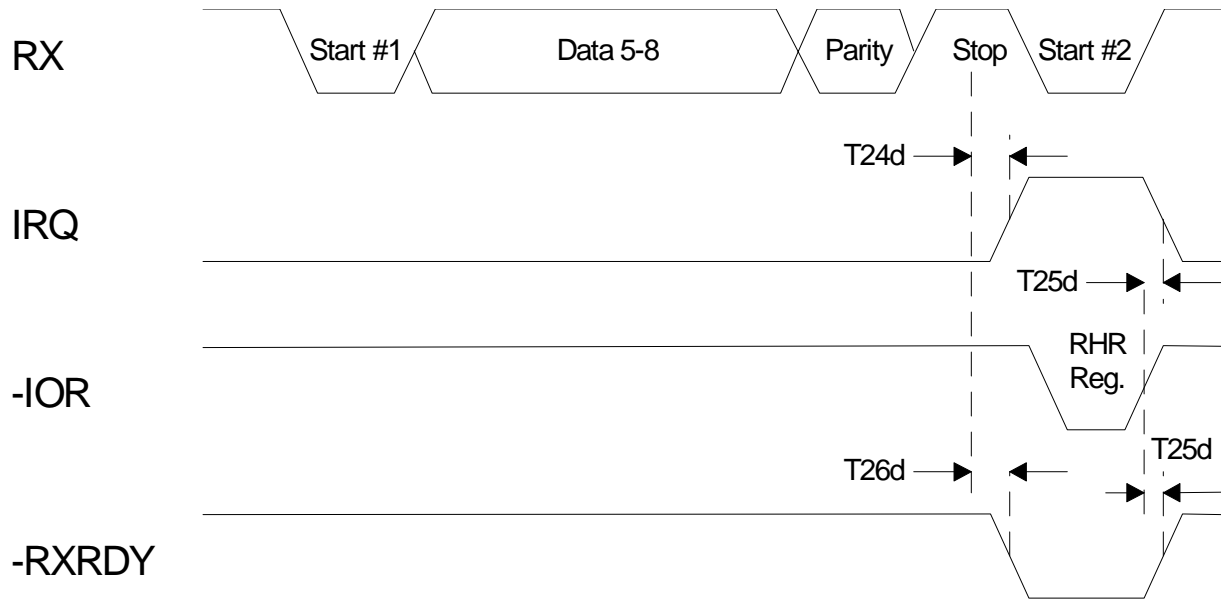 RX
Start #1
Data 5-8
Parity
Stop
Start #2
T24d
IRQ
T25d
-IOR
RHR
Reg.
T25d
T26d
-RXRDY